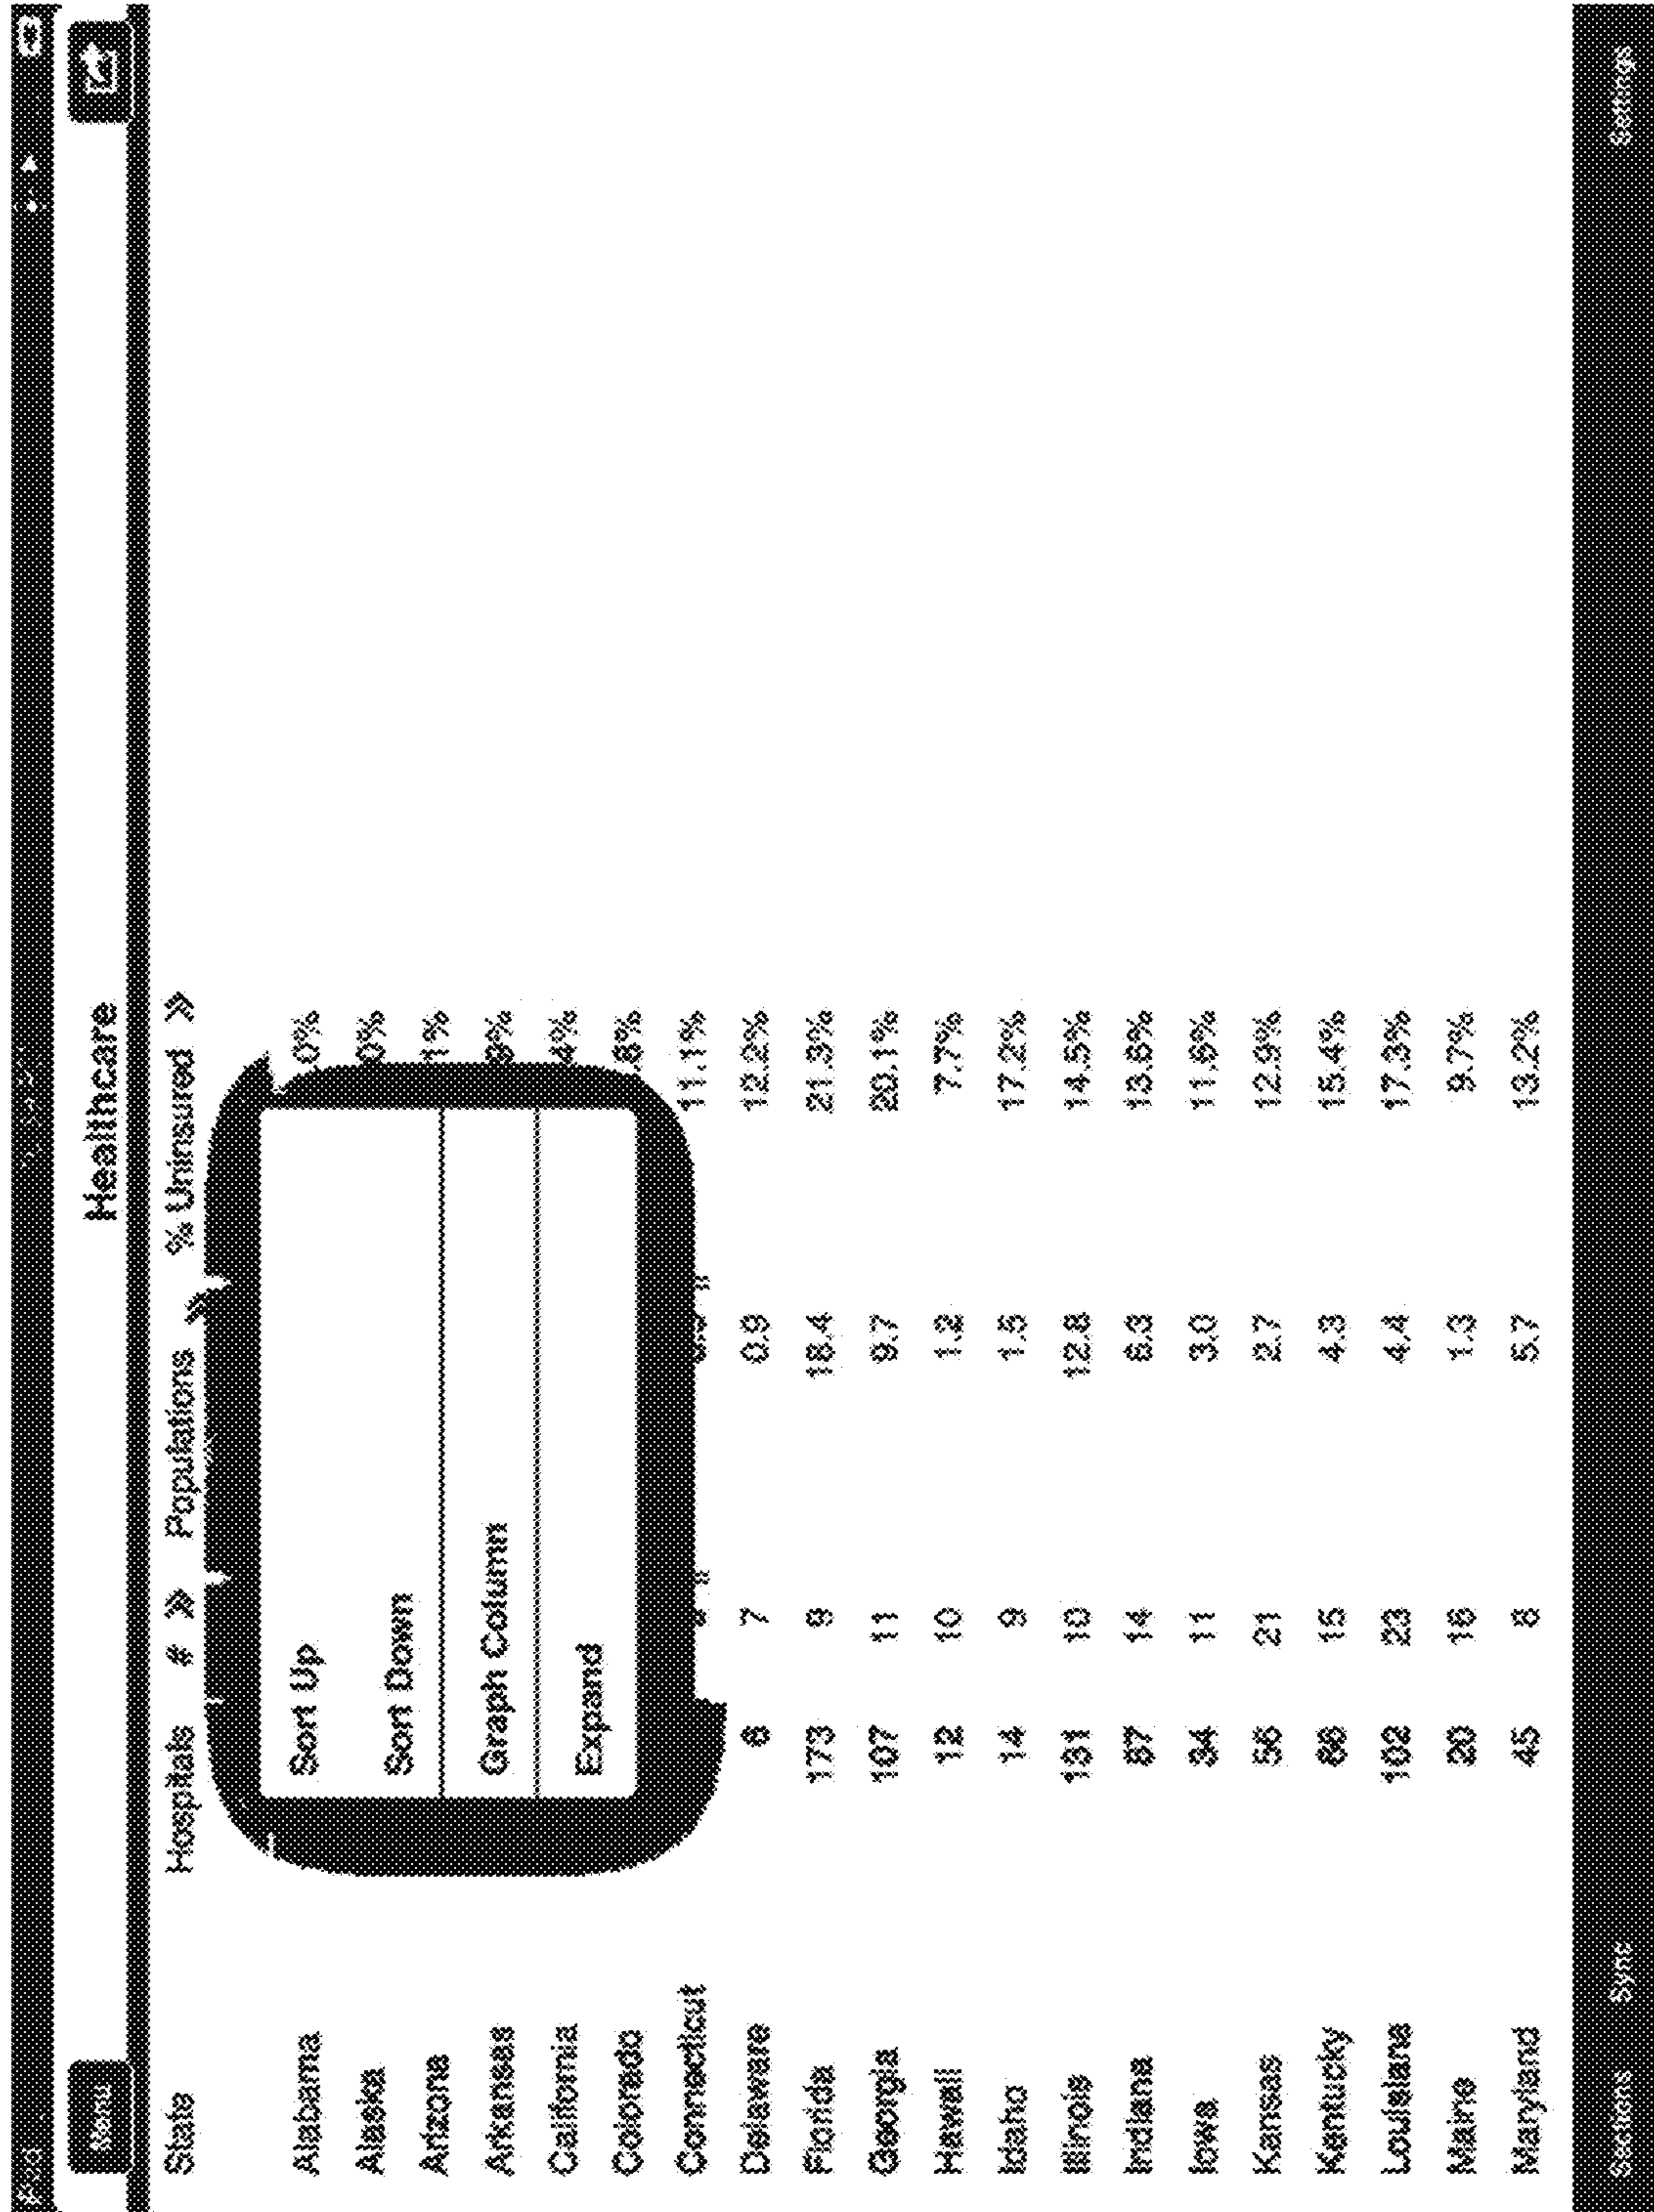 Menu Healthcare
State Hospitals # » Populations » % Uninsured »
Alabama Sort Up .0%
Alaska .0%
Arizona Sort Down .1%
Arkansas Graph Column
California .4%
Colorado Expand .8%
Connecticut 11.1%
Delaware 6 7 0.9 12.2%
Florida 173 9 18.4 21.3%
Georgia 107 11 9.7 20.1%
Hawaii 12 10 1.2 7.7%
Idaho 14 9 1.5 17.2%
Illinois 131 10 12.8 14.5%
Indiana 87 14 6.3 13.6%
Iowa 34 11 3.0 11.6%
Kansas 56 21 2.7 12.9%
Kentucky 66 15 4.3 15.4%
Louisiana 102 23 4.4 17.3%
Maine 20 16 1.3 9.7%
Maryland 45 8 5.7 13.2%
Sections Sync Settings